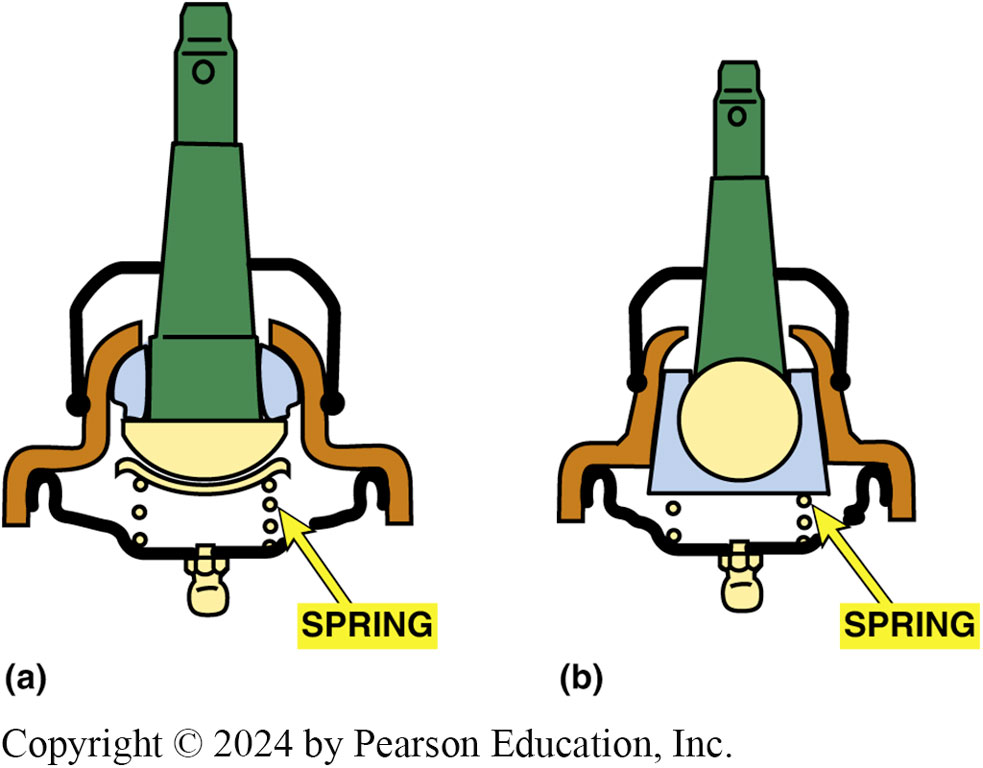 SPRING
SPRING
(a)
(b)
Copyright © 2024 by Pearson Education, Inc.